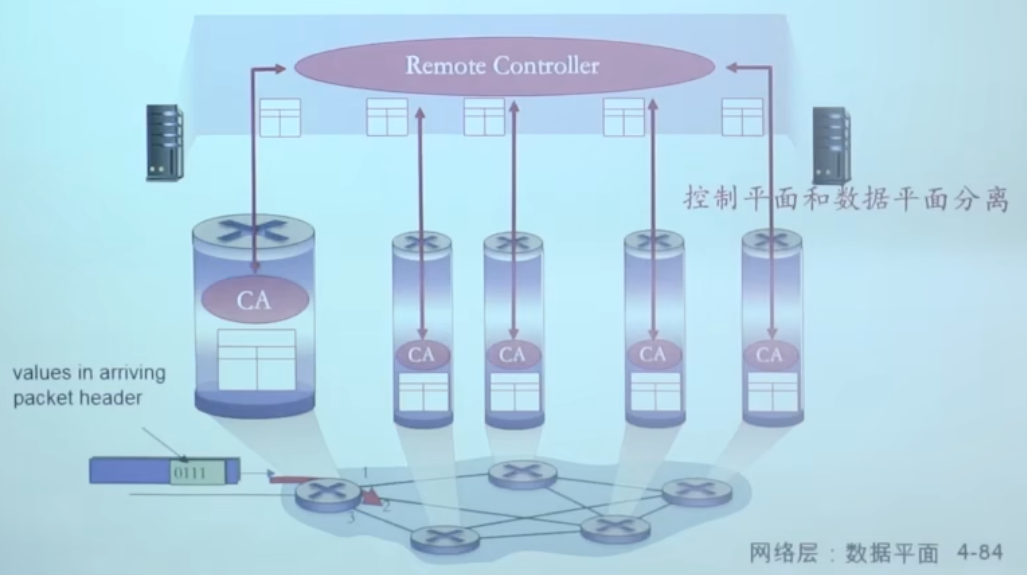 Remote Controller
控制平面和数据平面分离
CA
CA
CA
CA
CA
values in arriving
packet header
0111
1
2
3
网络层：数据平面 4-84